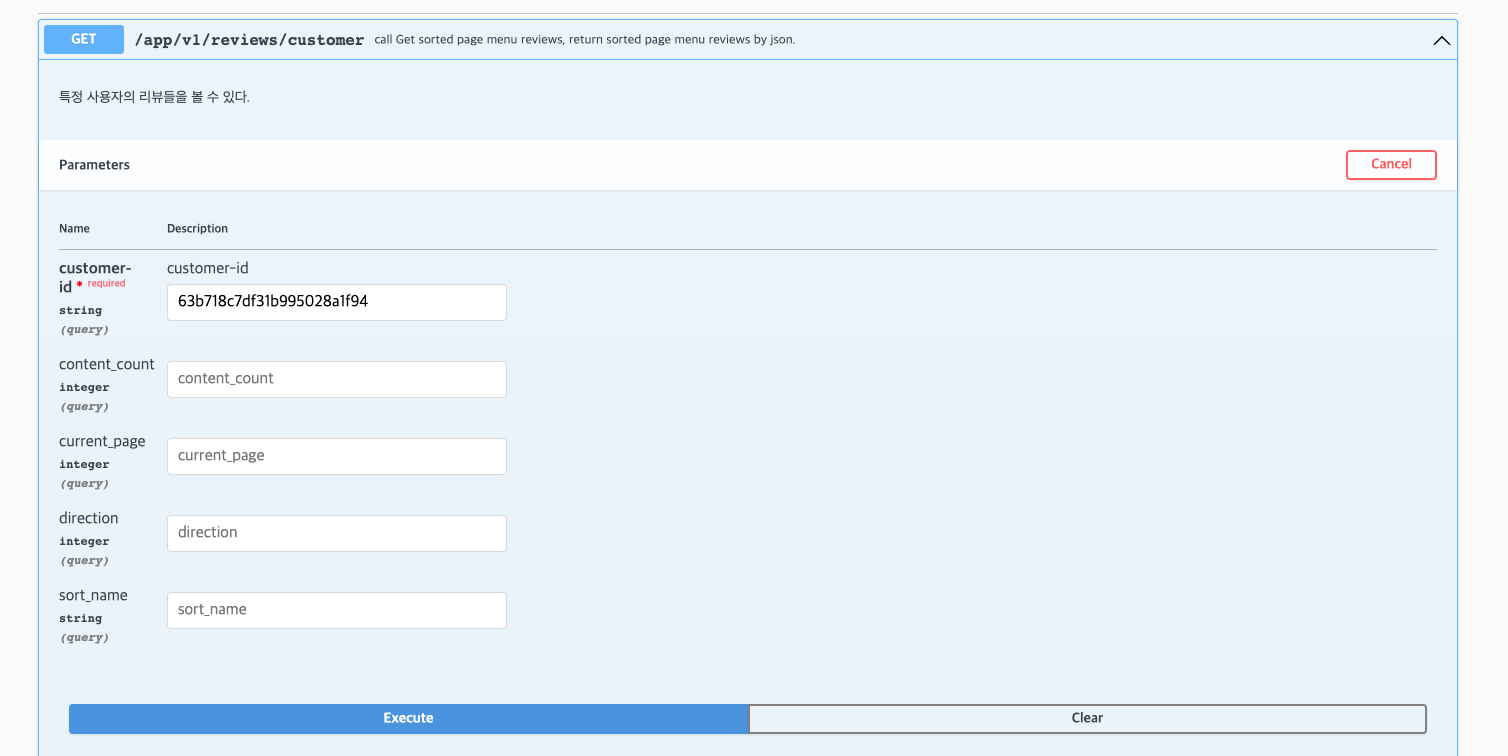 GET /app/v1/reviews/customer call Get sorted page menu reviews, return sorted page menu reviews by json.
특정 사용자의 리뷰들을 볼 수 있다.
Parameters Cancel
Name Description
customer-
id * required
string
(query)
customer-id
63b718c7df31b995028a1f94
content_count
integer
(query)
content_count
current_page
integer
(query)
current_page
direction
integer
(query)
direction
sort_name
string
(query)
sort_name
Execute Clear